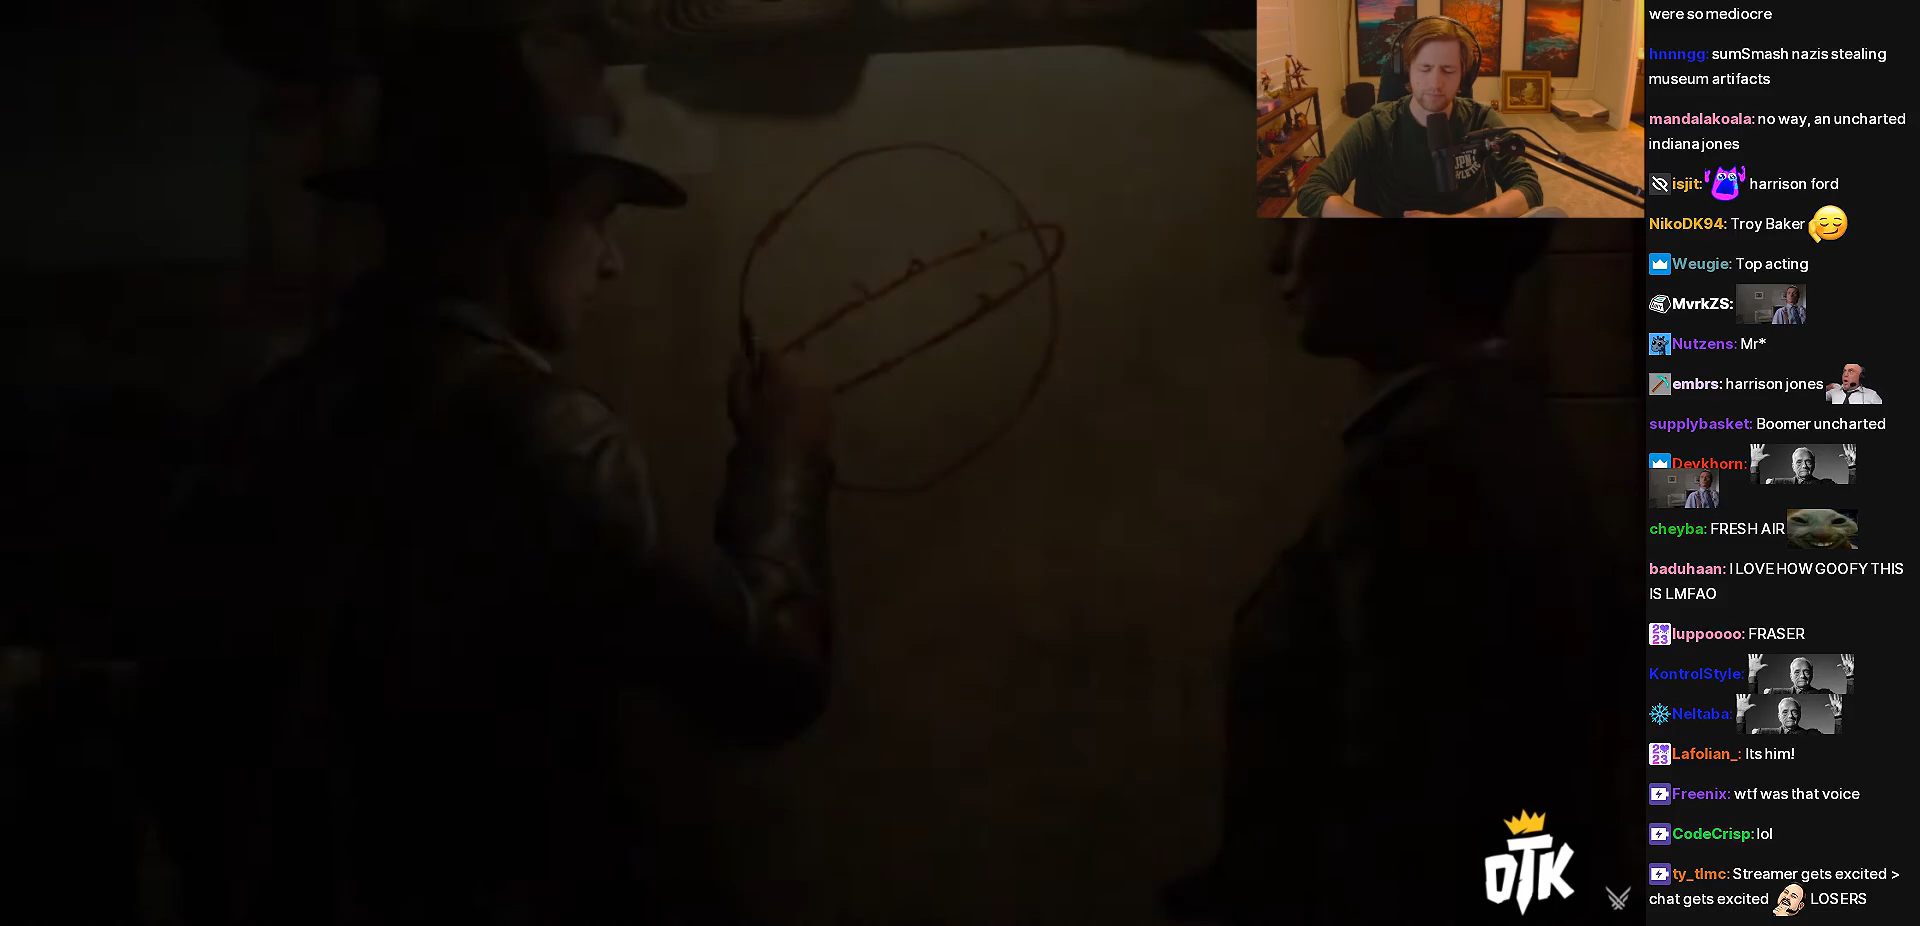 were so mediocre
hnnngg: sumSmash nazis stealing
museum artifacts
mandalakoala: no way, an uncharted
indiana jones
isjit: harrison ford
NikoDK94: Troy Baker
Weugie: Top acting
MvrkZS:
Nutzens: Mr*
embrs: harrison jones
supplybasket: Boomer uncharted
Devkhorn:
cheyba: FRESH AIR
baduhaan: I LOVE HOW GOOFY THIS
IS LMFAO
luppoooo: FRASER
KontrolStyle:
Neltaba:
Lafolian_: Its him!
Freenix: wtf was that voice
CodeCrisp: lol
ty_tlmc: Streamer gets excited >
chat gets excited LOSERS
OTK